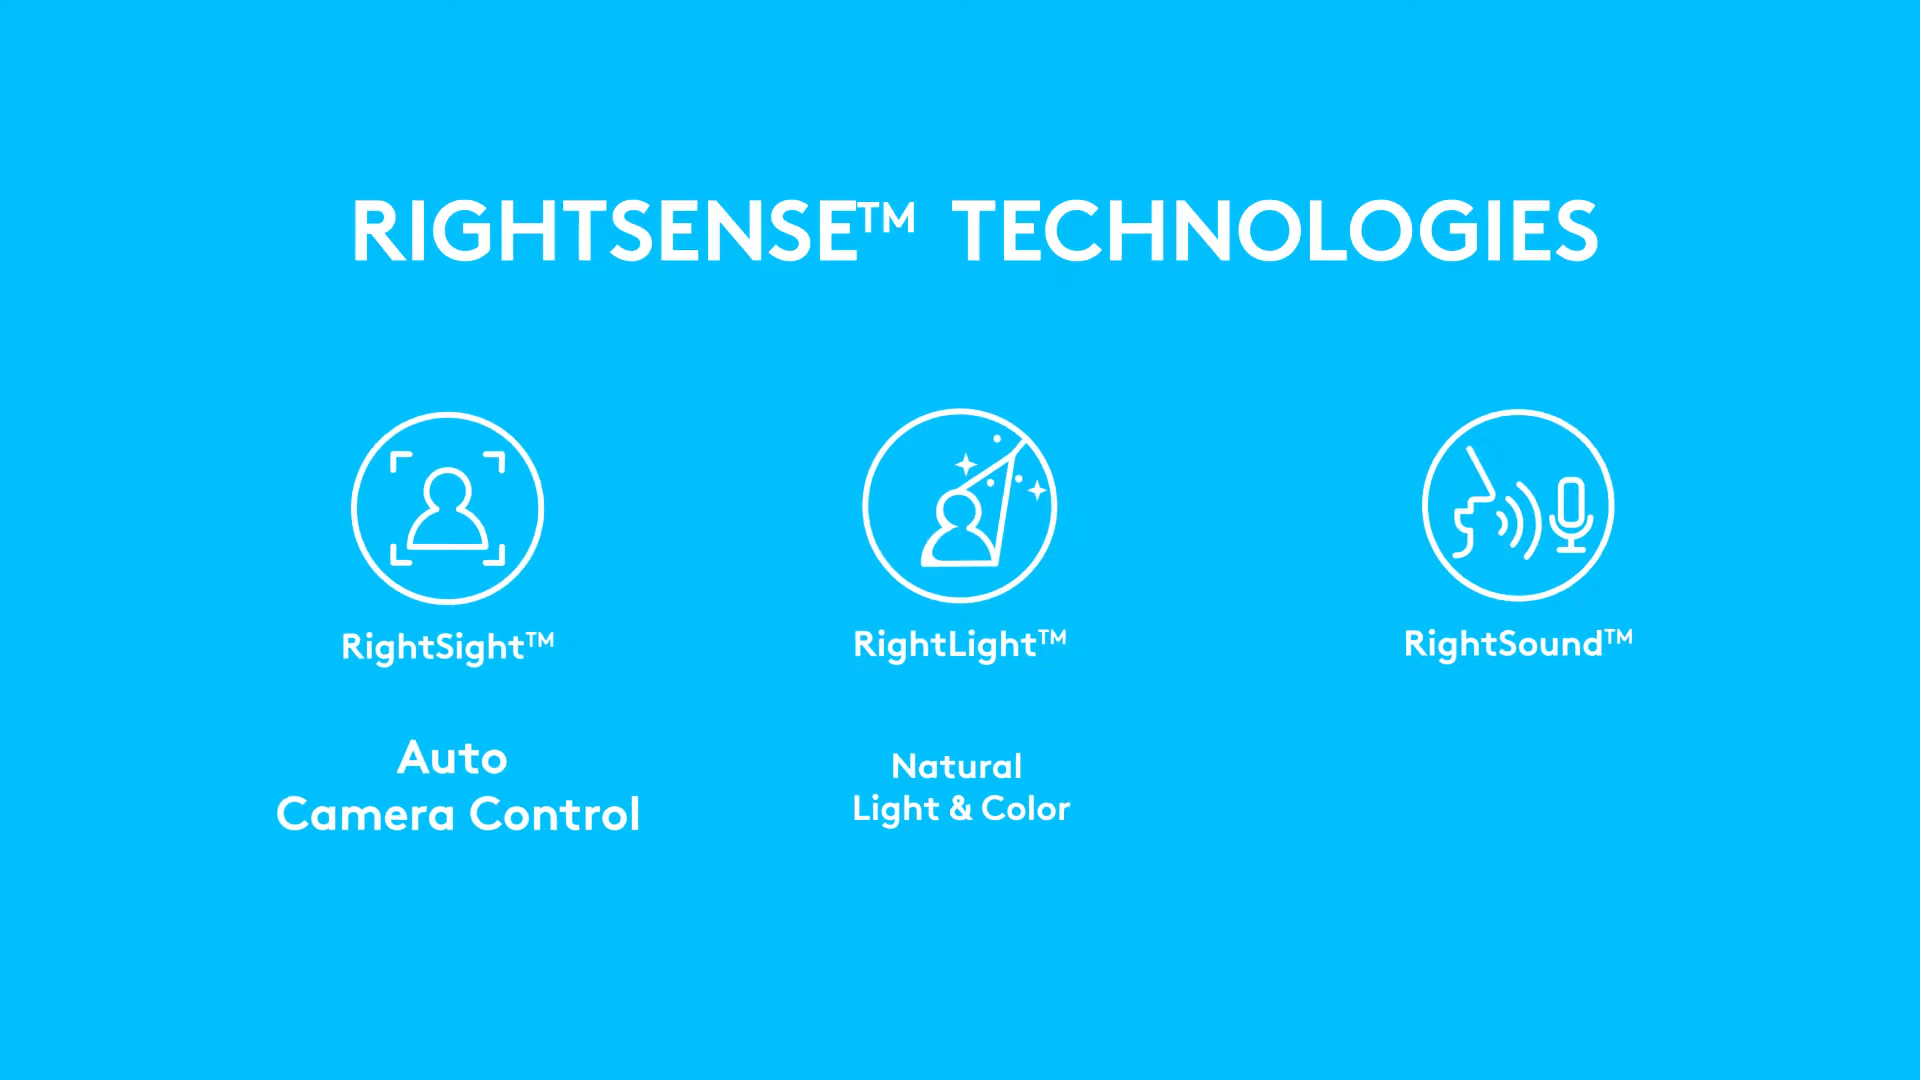 RIGHTSENSE™ TECHNOLOGIES
RightSight™
RightLight™
RightSound™
Auto
Camera Control
Natural
Light & Color